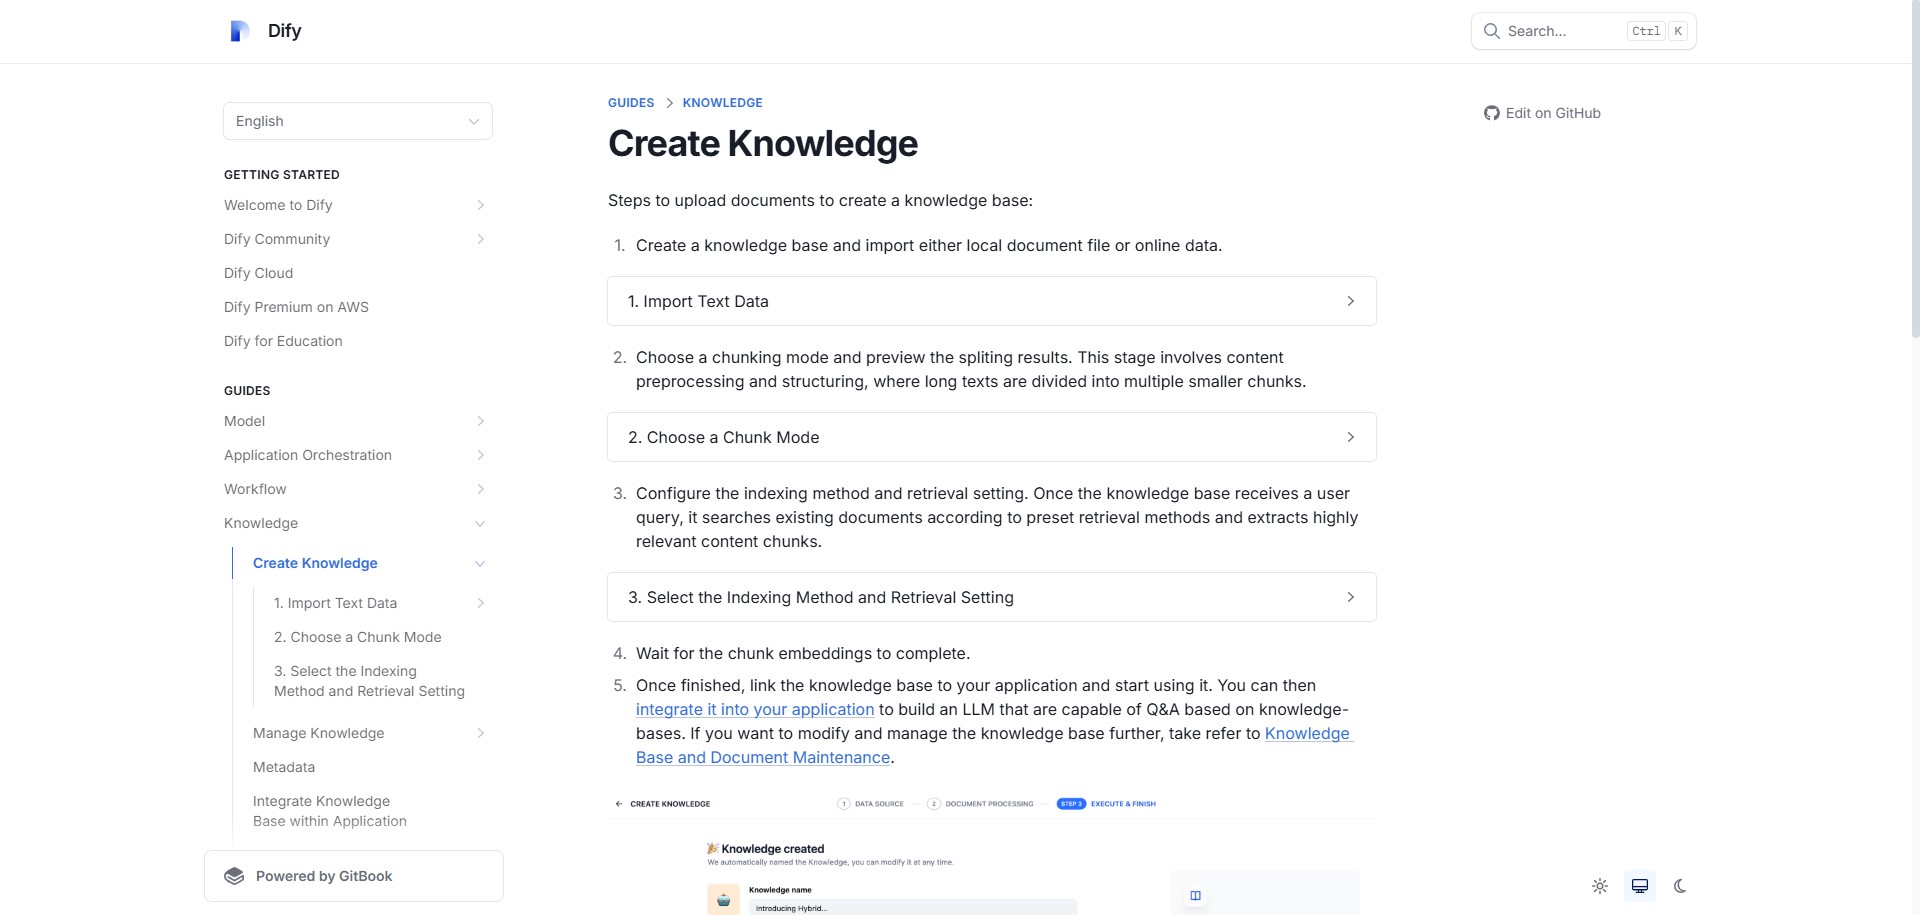 Dify
Search...
Ctrl K
English
GETTING STARTED
Welcome to Dify
Dify Community
Dify Cloud
Dify Premium on AWS
Dify for Education
GUIDES
Model
Application Orchestration
Workflow
Knowledge
Create Knowledge
1. Import Text Data
2. Choose a Chunk Mode
3. Select the Indexing
Method and Retrieval Setting
Manage Knowledge
Metadata
Integrate Knowledge
Base within Application
Powered by GitBook
GUIDES > KNOWLEDGE
Create Knowledge
Steps to upload documents to create a knowledge base:
1. Create a knowledge base and import either local document file or online data.
1. Import Text Data
2. Choose a chunking mode and preview the spliting results. This stage involves content
preprocessing and structuring, where long texts are divided into multiple smaller chunks.
2. Choose a Chunk Mode
3. Configure the indexing method and retrieval setting. Once the knowledge base receives a user
query, it searches existing documents according to preset retrieval methods and extracts highly
relevant content chunks.
3. Select the Indexing Method and Retrieval Setting
4. Wait for the chunk embeddings to complete.
5. Once finished, link the knowledge base to your application and start using it. You can then
integrate it into your application to build an LLM that are capable of Q&A based on knowledge-
bases. If you want to modify and manage the knowledge base further, take refer to Knowledge
Base and Document Maintenance.
CREATE KNOWLEDGE
1 DATA SOURCE
2 DOCUMENT PROCESSING
STEP 3 EXECUTE & FINISH
Knowledge created
We automatically named the Knowledge, you can modify it at any time.
Knowledge name
Introducing Hybrid...
Edit on GitHub